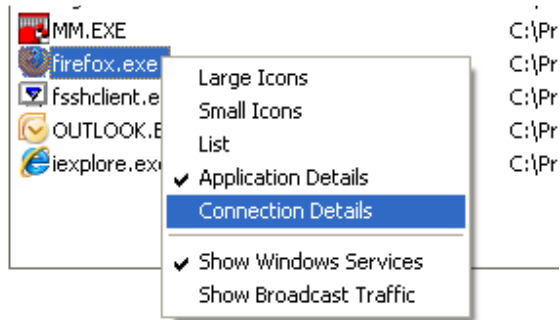 MM.EXE C:\Pr
firefox.exe C:\Pr
fsshclient.e C:\Pr
OUTLOOK.E C:\Pr
iexplore.ex C:\Pr
Large Icons
Small Icons
List
Application Details
Connection Details
Show Windows Services
Show Broadcast Traffic